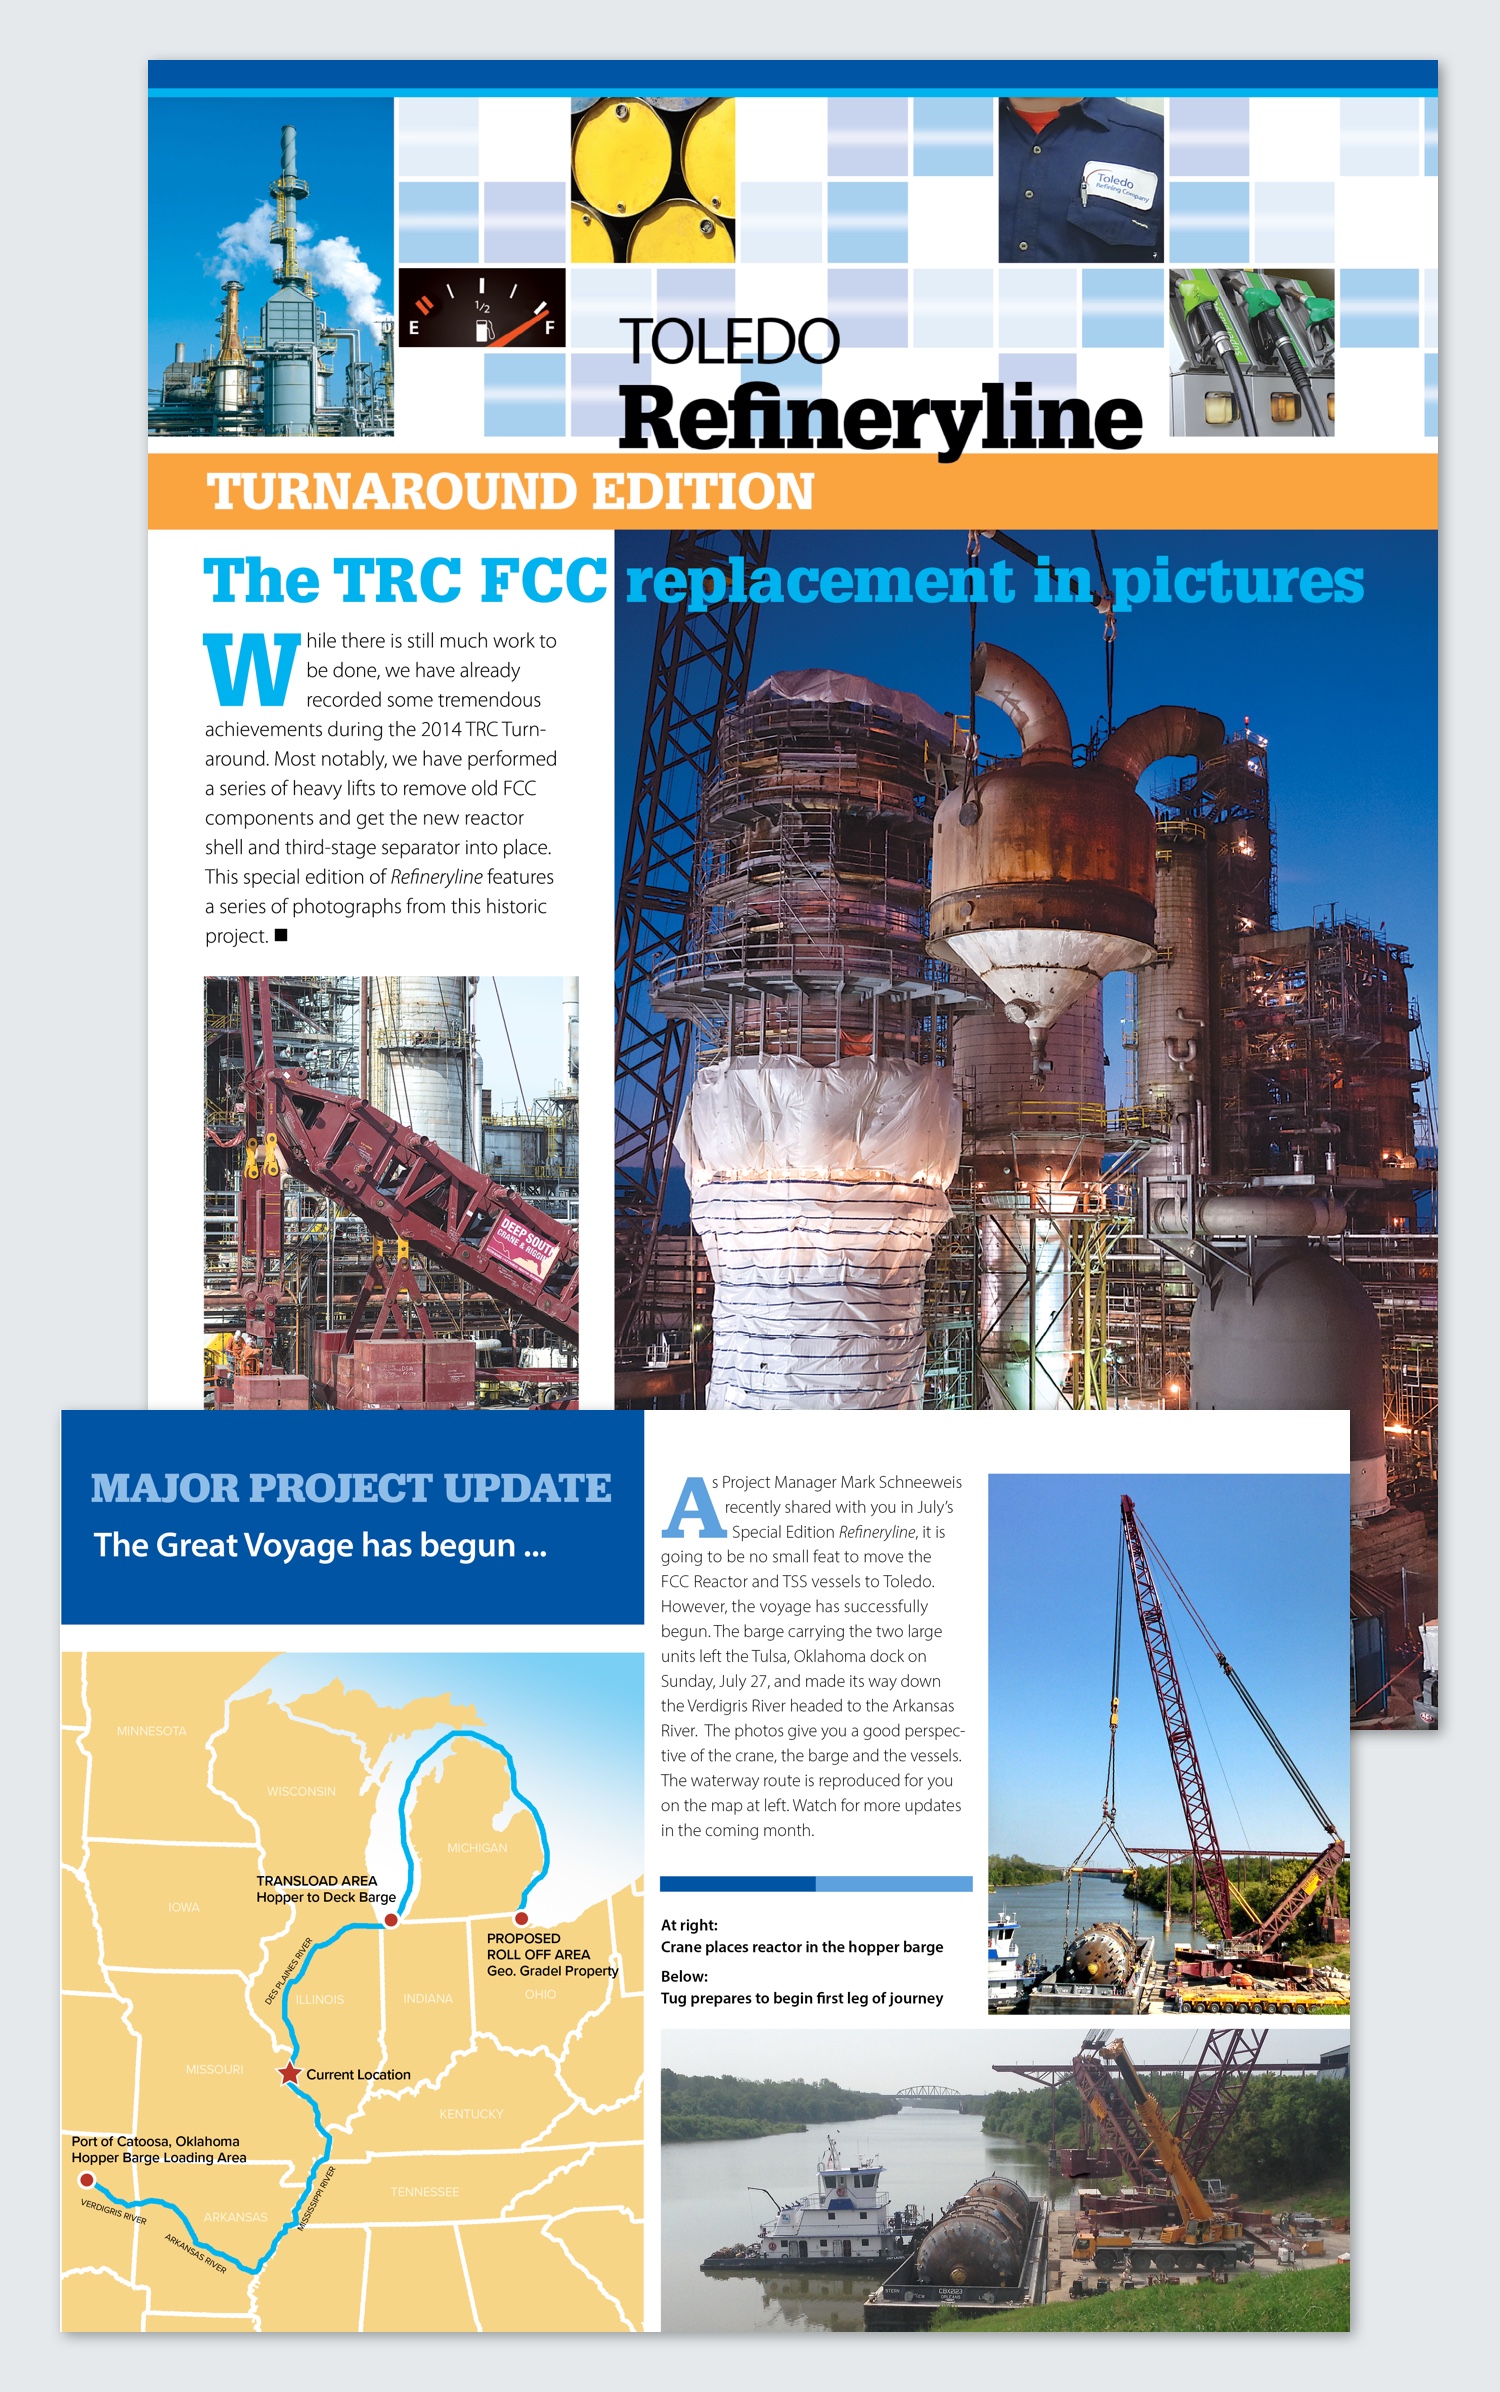 Toledo
Refining Company
E
1/2
F
TOLEDO
Refineryline
TURNAROUND EDITION
The TRC FCC replacement in pictures
While there is still much work to
be done, we have already
recorded some tremendous
achievements during the 2014 TRC Turn-
around. Most notably, we have performed
a series of heavy lifts to remove old FCC
components and get the new reactor
shell and third-stage separator into place.
This special edition of Refineryline features
a series of photographs from this historic
project. ■
DEEP SOUTH
CRANE & RIGGING
DSA
MAJOR PROJECT UPDATE
The Great Voyage has begun ...
MINNESOTA
WISCONSIN
MICHIGAN
TRANSLOAD AREA
Hopper to Deck Barge
IOWA
PROPOSED
ROLL OFF AREA
Geo. Gradel Property
DES PLAINES RIVER
ILLINOIS
INDIANA
OHIO
MISSOURI
Current Location
KENTUCKY
Port of Catoosa, Oklahoma
Hopper Barge Loading Area
VERDIGRIS RIVER
ARKANSAS RIVER
ARKANSAS
MISSISSIPPI RIVER
TENNESSEE
As Project Manager Mark Schneeweis
recently shared with you in July's
Special Edition Refineryline, it is
going to be no small feat to move the
FCC Reactor and TSS vessels to Toledo.
However, the voyage has successfully
begun. The barge carrying the two large
units left the Tulsa, Oklahoma dock on
Sunday, July 27, and made its way down
the Verdigris River headed to the Arkansas
River. The photos give you a good perspec-
tive of the crane, the barge and the vessels.
The waterway route is reproduced for you
on the map at left. Watch for more updates
in the coming month.
At right:
Crane places reactor in the hopper barge
Below:
Tug prepares to begin first leg of journey
STERN